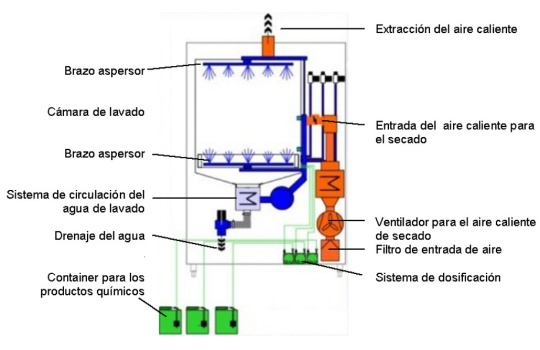 Extracción del aire caliente
Brazo aspersor
Cámara de lavado
Entrada del aire caliente para
el secado
Brazo aspersor
Sistema de circulación del
agua de lavado
M
M
Ventilador para el aire caliente
de secado
Drenaje del agua
Filtro de entrada de aire
Container para los
productos químicos
Sistema de dosificación